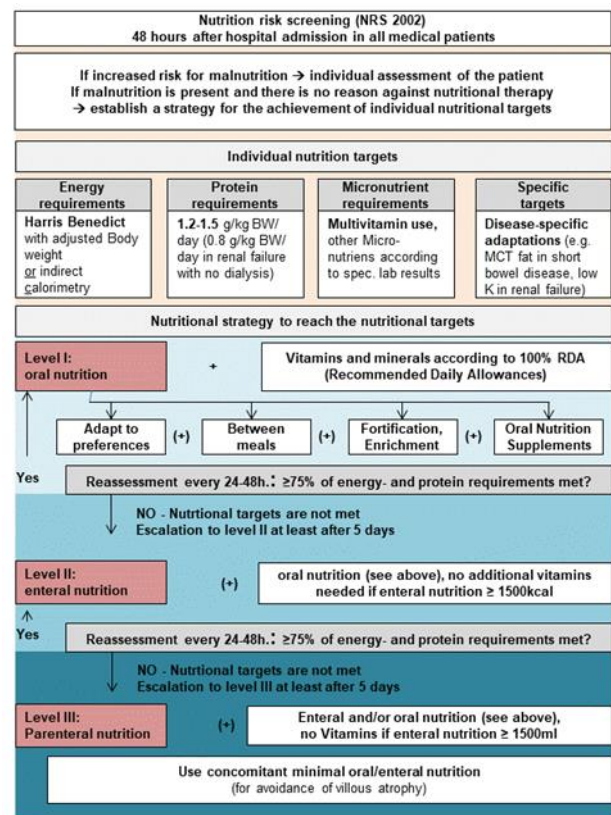 Nutrition risk screening (NRS 2002)
48 hours after hospital admission in all medical patients
If increased risk for malnutrition → individual assessment of the patient
If malnutrition is present and there is no reason against nutritional therapy
→ establish a strategy for the achievement of individual nutritional targets
Individual nutrition targets
Energy
requirements
Harris Benedict
with adjusted Body
weight
or indirect
calorimetry
Protein
requirements
1.2-1.5 g/kg BW/
day (0.8 g/kg BW/
day in renal failure
with no dialysis)
Micronutrient
requirements
Multivitamin use,
other Micro-
nutriens according
to spec. lab results
Specific
targets
Disease-specific
adaptations (e.g.
MCT fat in short
bowel disease, low
K in renal failure)
Nutritional strategy to reach the nutritional targets
Level I:
oral nutrition
+
Vitamins and minerals according to 100% RDA
(Recommended Daily Allowances)
Adapt to
preferences
(+)
Between
meals
(+)
Fortification,
Enrichment
(+)
Oral Nutrition
Supplements
Yes
Reassessment every 24-48h.: ≥75% of energy- and protein requirements met?
NO - Nutritional targets are not met
Escalation to level II at least after 5 days
Level II:
enteral nutrition
(+)
oral nutrition (see above), no additional vitamins
needed if enteral nutrition ≥ 1500kcal
Yes
Reassessment every 24-48h.: ≥75% of energy- and protein requirements met?
NO - Nutritional targets are not met
Escalation to level III at least after 5 days
Level III:
Parenteral nutrition
(+)
Enteral and/or oral nutrition (see above),
no Vitamins if enteral nutrition ≥ 1500ml
Use concomitant minimal oral/enteral nutrition
(for avoidance of villous atrophy)